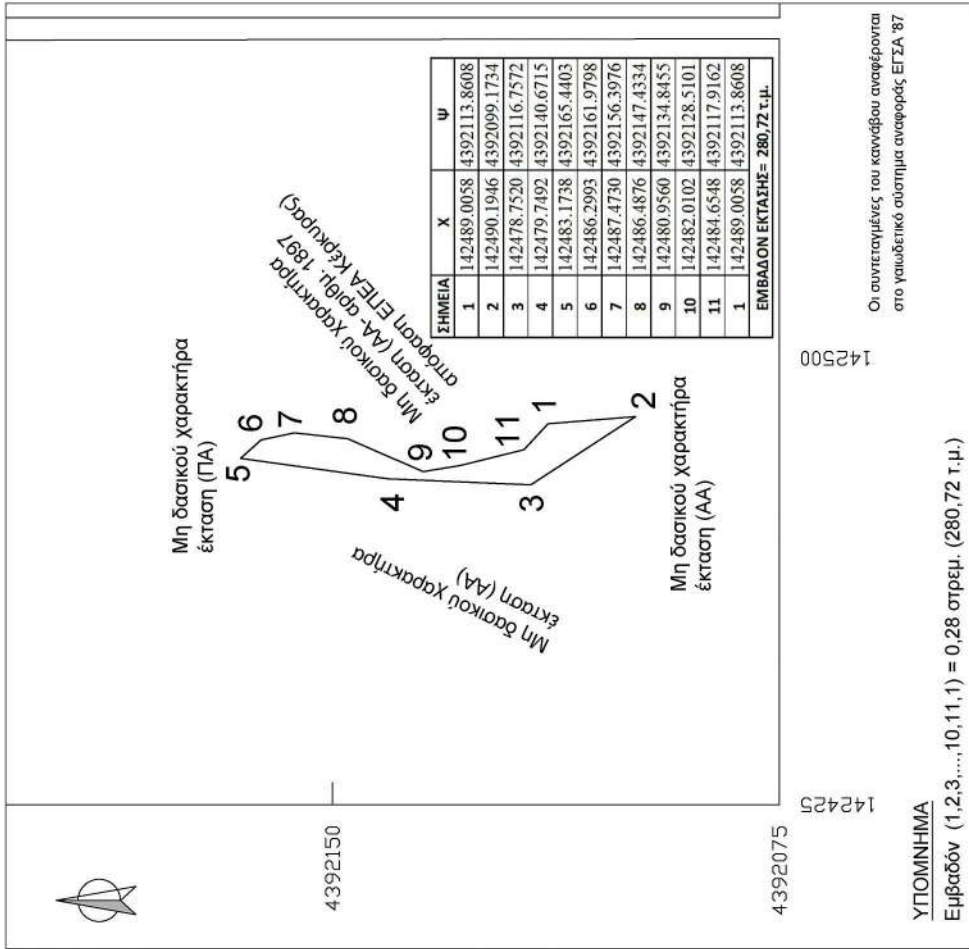 4392150
4392075
142425
142500
Μη δασικού χαρακτήρα
έκταση (ΠΑ)
5
6
7
8
9
10
11
1
2
3
4
Μη δασικού χαρακτήρα
έκταση (ΑΑ)
Μη δασικού χαρακτήρα
έκταση (ΑΑ- αριθμ. 1897
απόφαση ΕΠΕΑ Κέρκυρας)
Μη δασικού χαρακτήρα
έκταση (ΑΑ)
ΣΗΜΕΙΑ Χ Ψ
1 142489.0058 4392113.8608
2 142490.1946 4392099.1734
3 142478.7520 4392116.7572
4 142479.7492 4392140.6715
5 142483.1738 4392165.4403
6 142486.2993 4392161.9798
7 142487.4730 4392156.3976
8 142486.4876 4392147.4334
9 142480.9560 4392134.8455
10 142482.0102 4392128.5101
11 142484.6548 4392117.9162
1 142489.0058 4392113.8608
ΕΜΒΑΔΟΝ ΕΚΤΑΣΗΣ= 280,72 τ.μ.
Οι συντεταγμένες του καννάβου αναφέρονται
στο γαιωδετικό σύστημα αναφοράς ΕΓΣΑ '87
ΥΠΟΜΝΗΜΑ
Εμβαδόν (1,2,3,...,10,11,1) = 0,28 στρεμ. (280,72 τ.μ.)